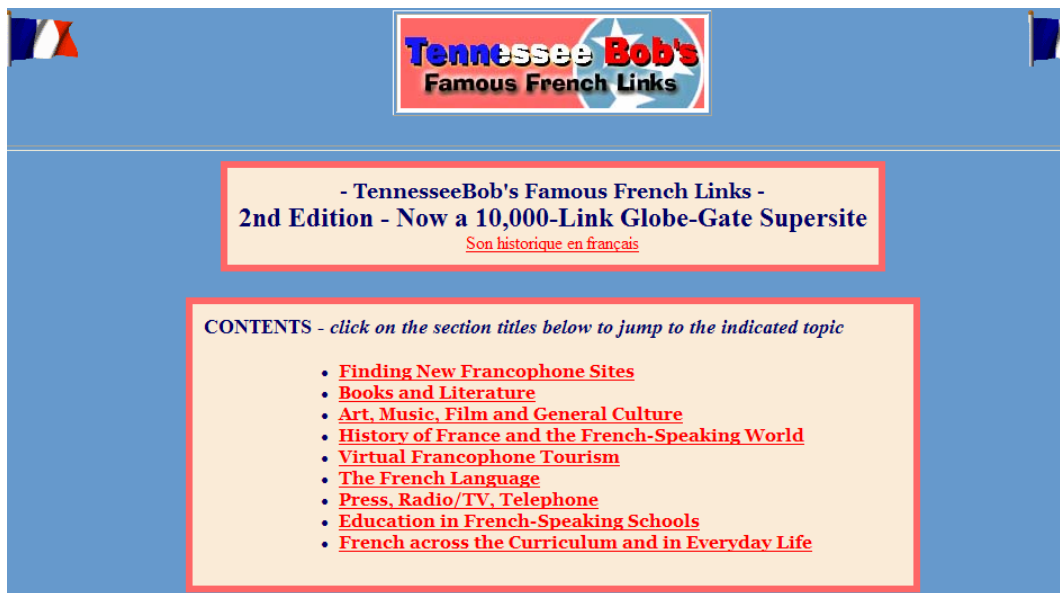 Tennessee Bob's
Famous French Links
- TennesseeBob's Famous French Links -
2nd Edition - Now a 10,000-Link Globe-Gate Supersite
Son historique en français
CONTENTS - click on the section titles below to jump to the indicated topic
• Finding New Francophone Sites
• Books and Literature
• Art, Music, Film and General Culture
• History of France and the French-Speaking World
• Virtual Francophone Tourism
• The French Language
• Press, Radio/TV, Telephone
• Education in French-Speaking Schools
• French across the Curriculum and in Everyday Life